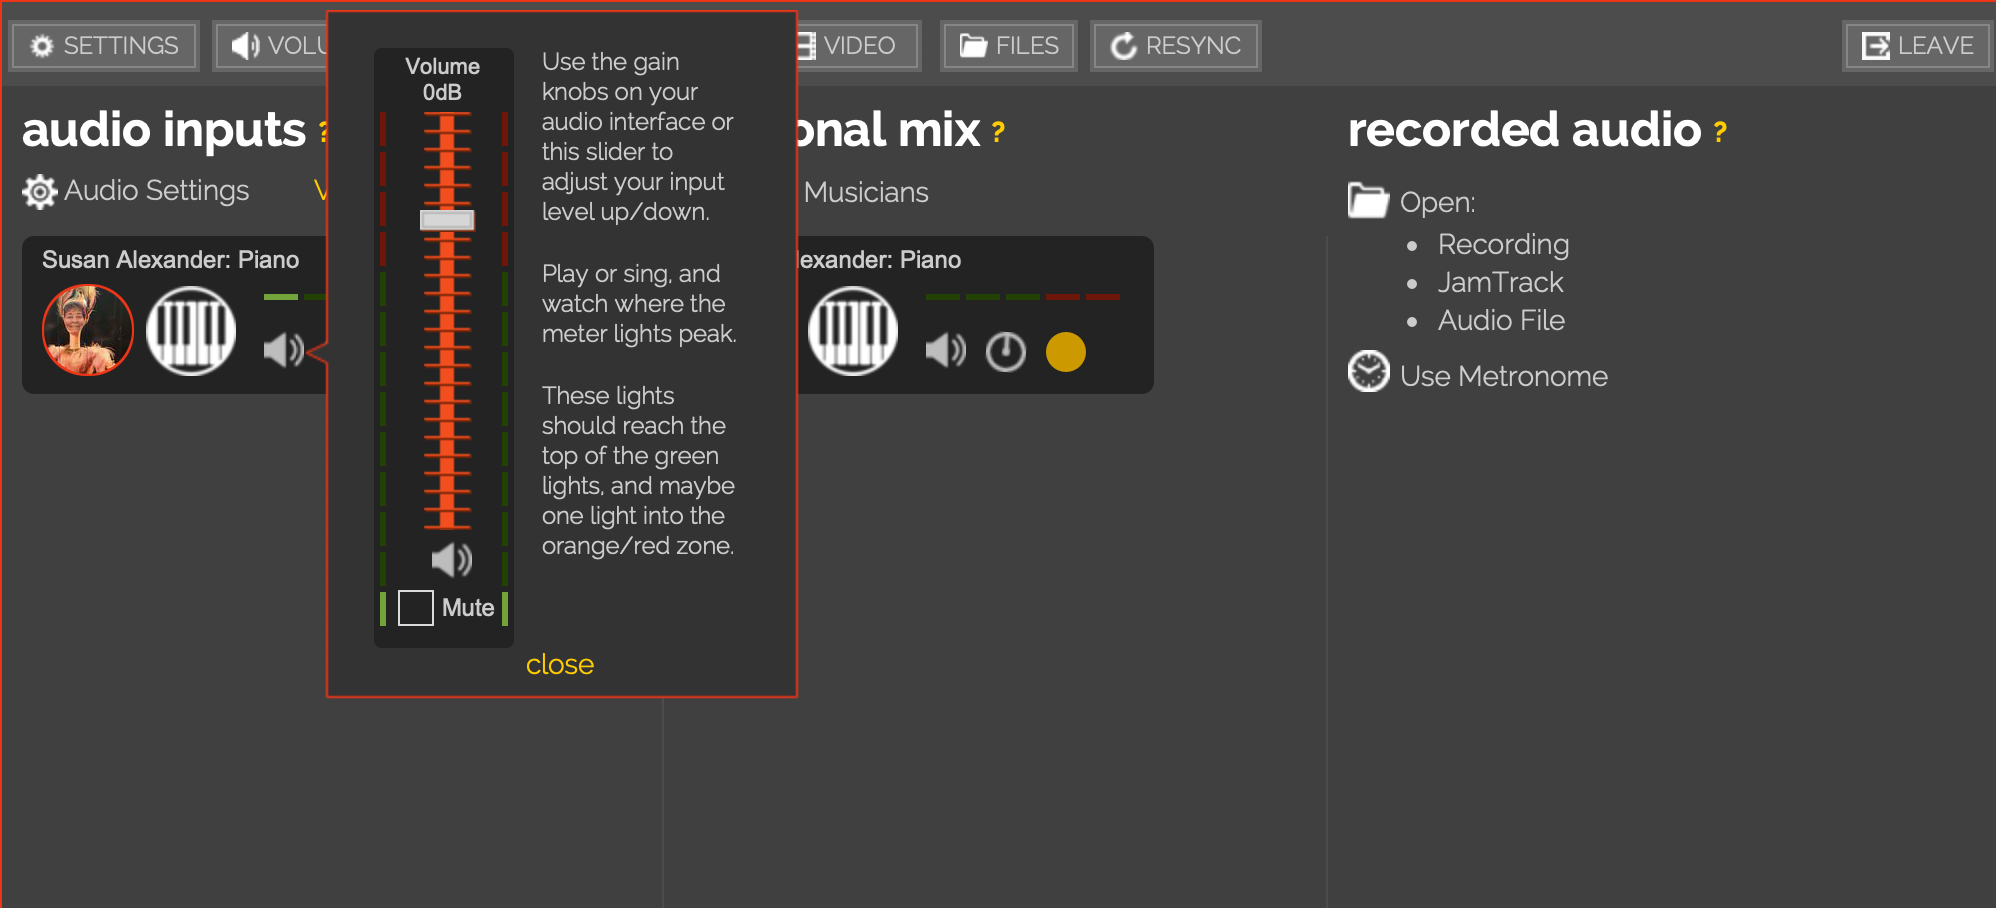 SETTINGS
VOLU
VIDEO
FILES
RESYNC
LEAVE
audio inputs ?
Audio Settings
V
Susan Alexander: Piano
Volume
0dB
Mute
Use the gain
knobs on your
audio interface or
this slider to
adjust your input
level up/down.
Play or sing, and
watch where the
meter lights peak.
These lights
should reach the
top of the green
lights, and maybe
one light into the
orange/red zone.
close
onal mix ?
Musicians
lexander: Piano
recorded audio ?
Open:
• Recording
• JamTrack
• Audio File
Use Metronome